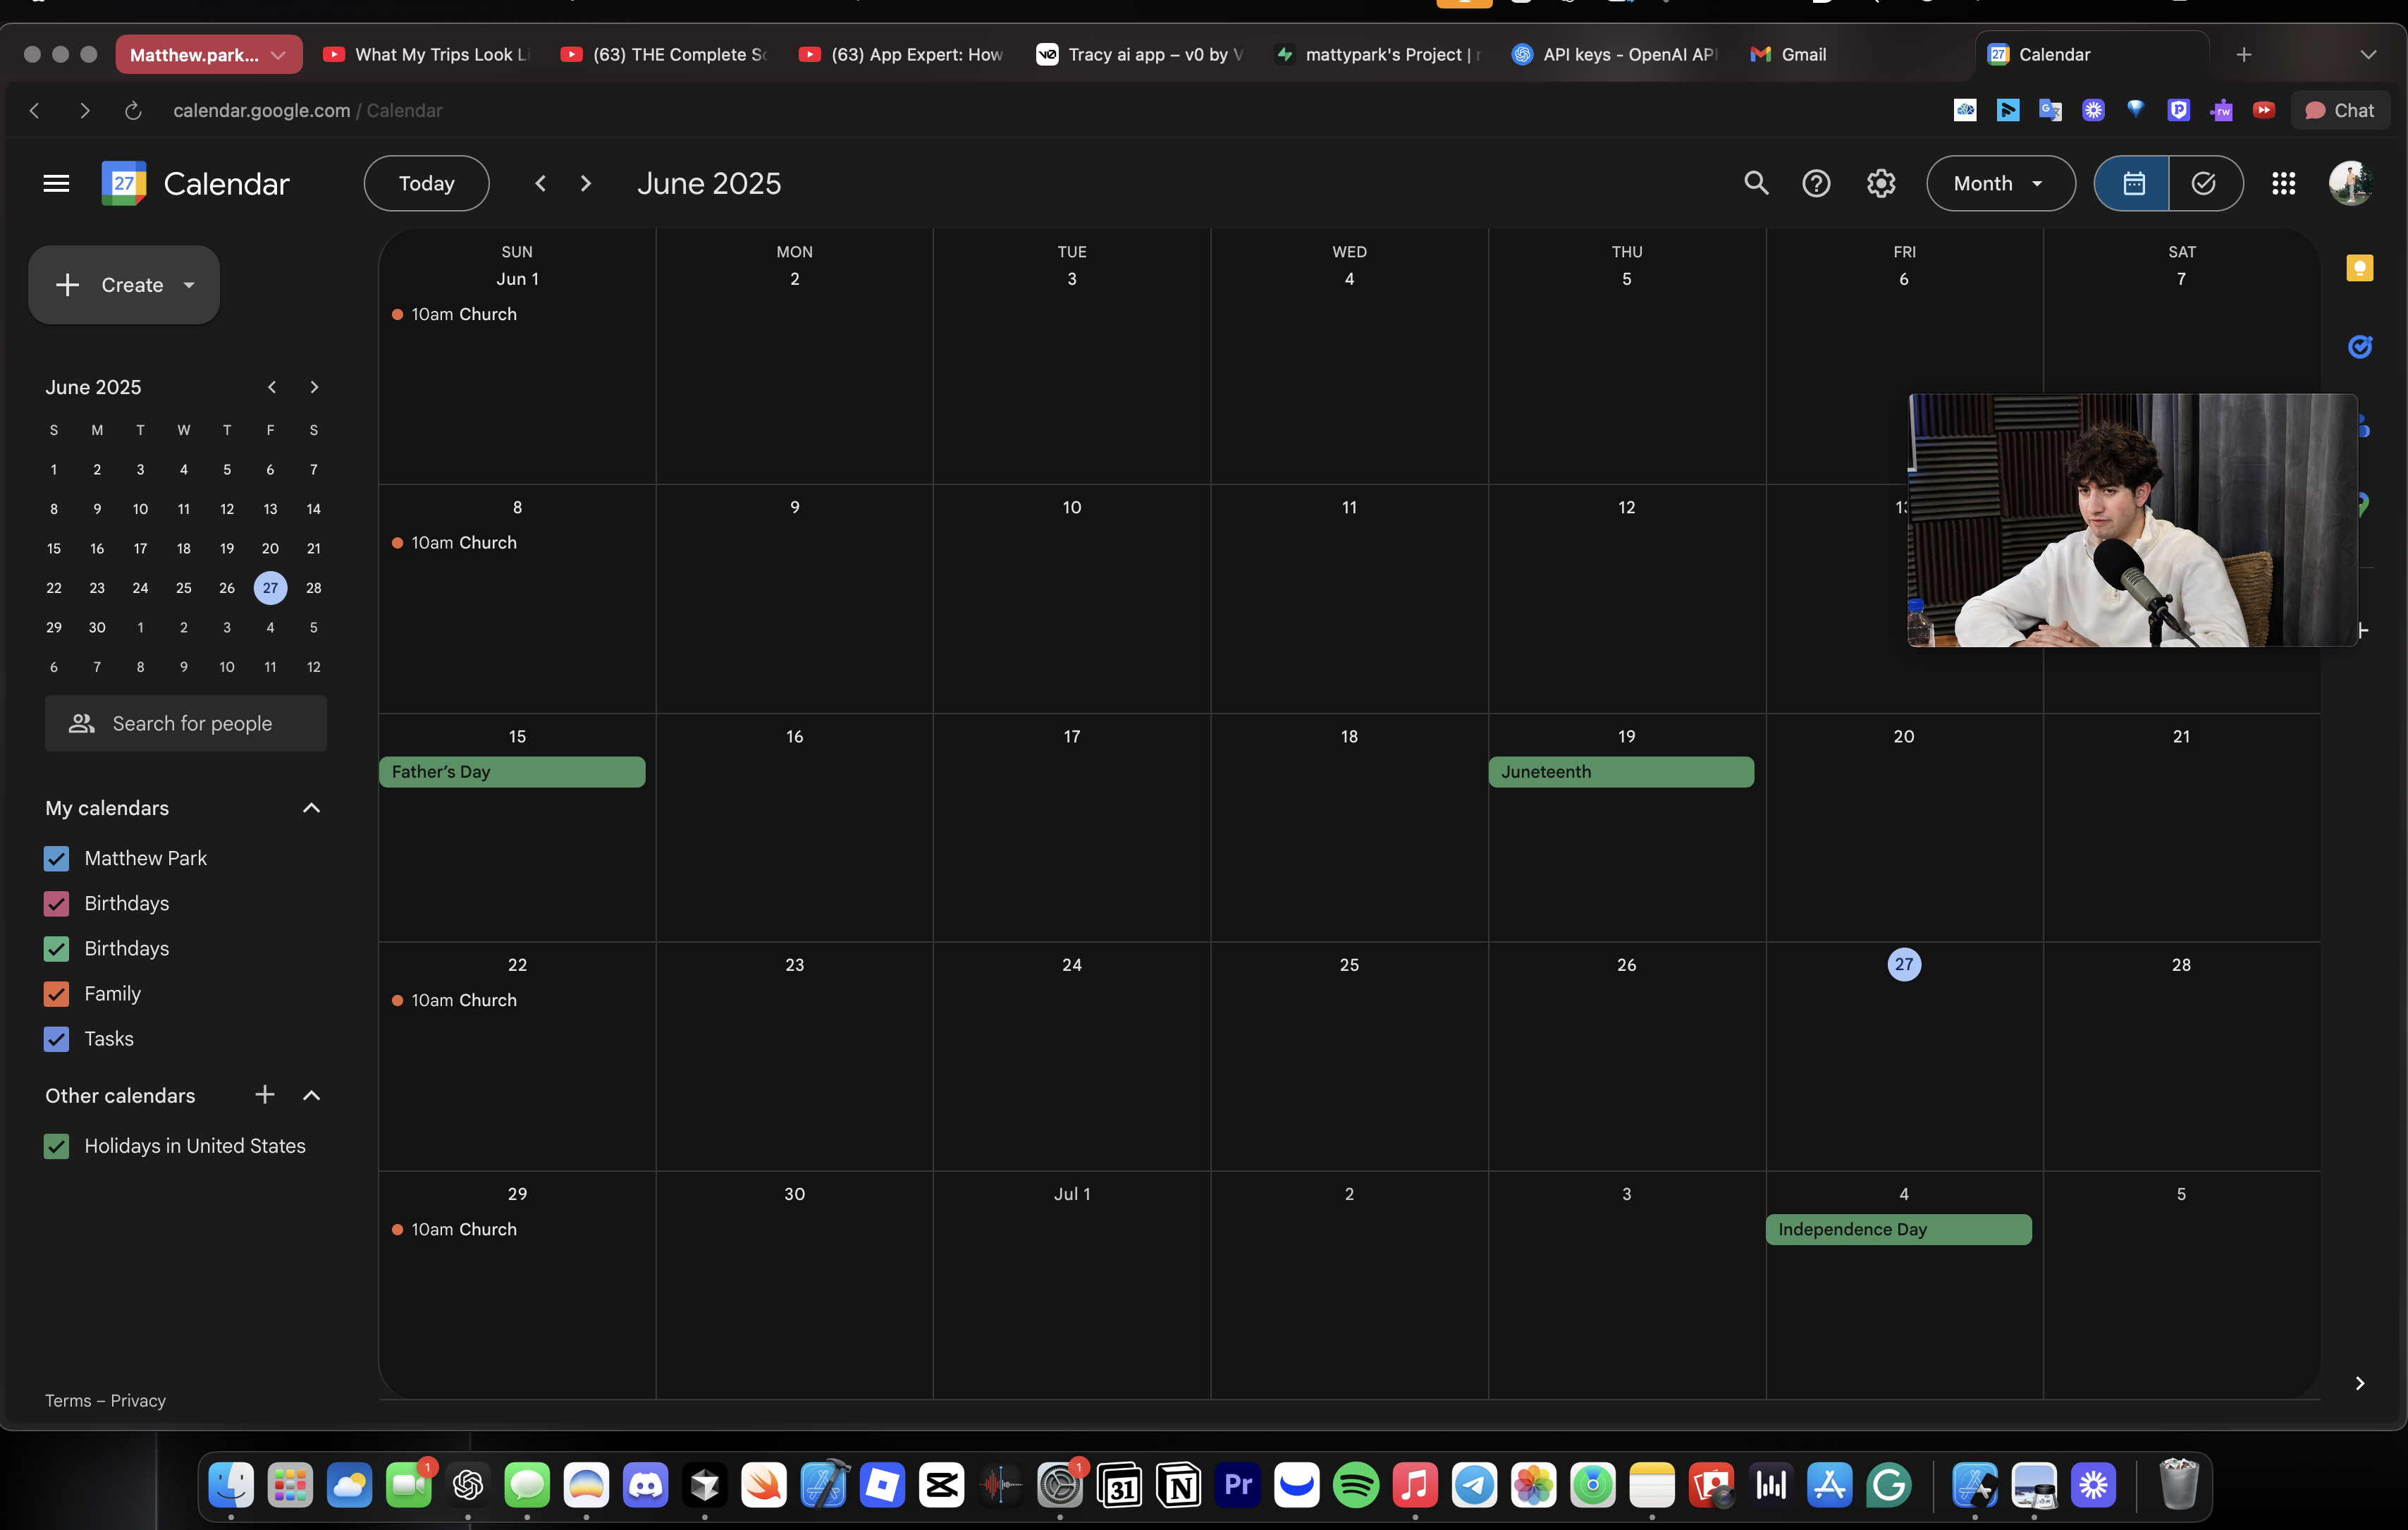 Matthew.park...
What My Trips Look Li
(63) THE Complete Sc
(63) App Expert: How
Tracy ai app – v0 by V
mattypark's Project |
API keys - OpenAI API
Gmail
27
Calendar
calendar.google.com / Calendar
rw
Chat
27
Calendar
Today
June 2025
Month
Create
June 2025
S M T W T F S
1 2 3 4 5 6 7
8 9 10 11 12 13 14
15 16 17 18 19 20 21
22 23 24 25 26 27 28
29 30 1 2 3 4 5
6 7 8 9 10 11 12
Search for people
My calendars
Matthew Park
Birthdays
Birthdays
Family
Tasks
Other calendars
Holidays in United States
Terms – Privacy
SUN MON TUE WED THU FRI SAT
Jun 1 2 3 4 5 6 7
10am Church
8 9 10 11 12
10am Church
15 16 17 18 19 20 21
Father's Day
Juneteenth
22 23 24 25 26 27 28
10am Church
29 30 Jul 1 2 3 4 5
10am Church
Independence Day
1
1
31
N
Pr